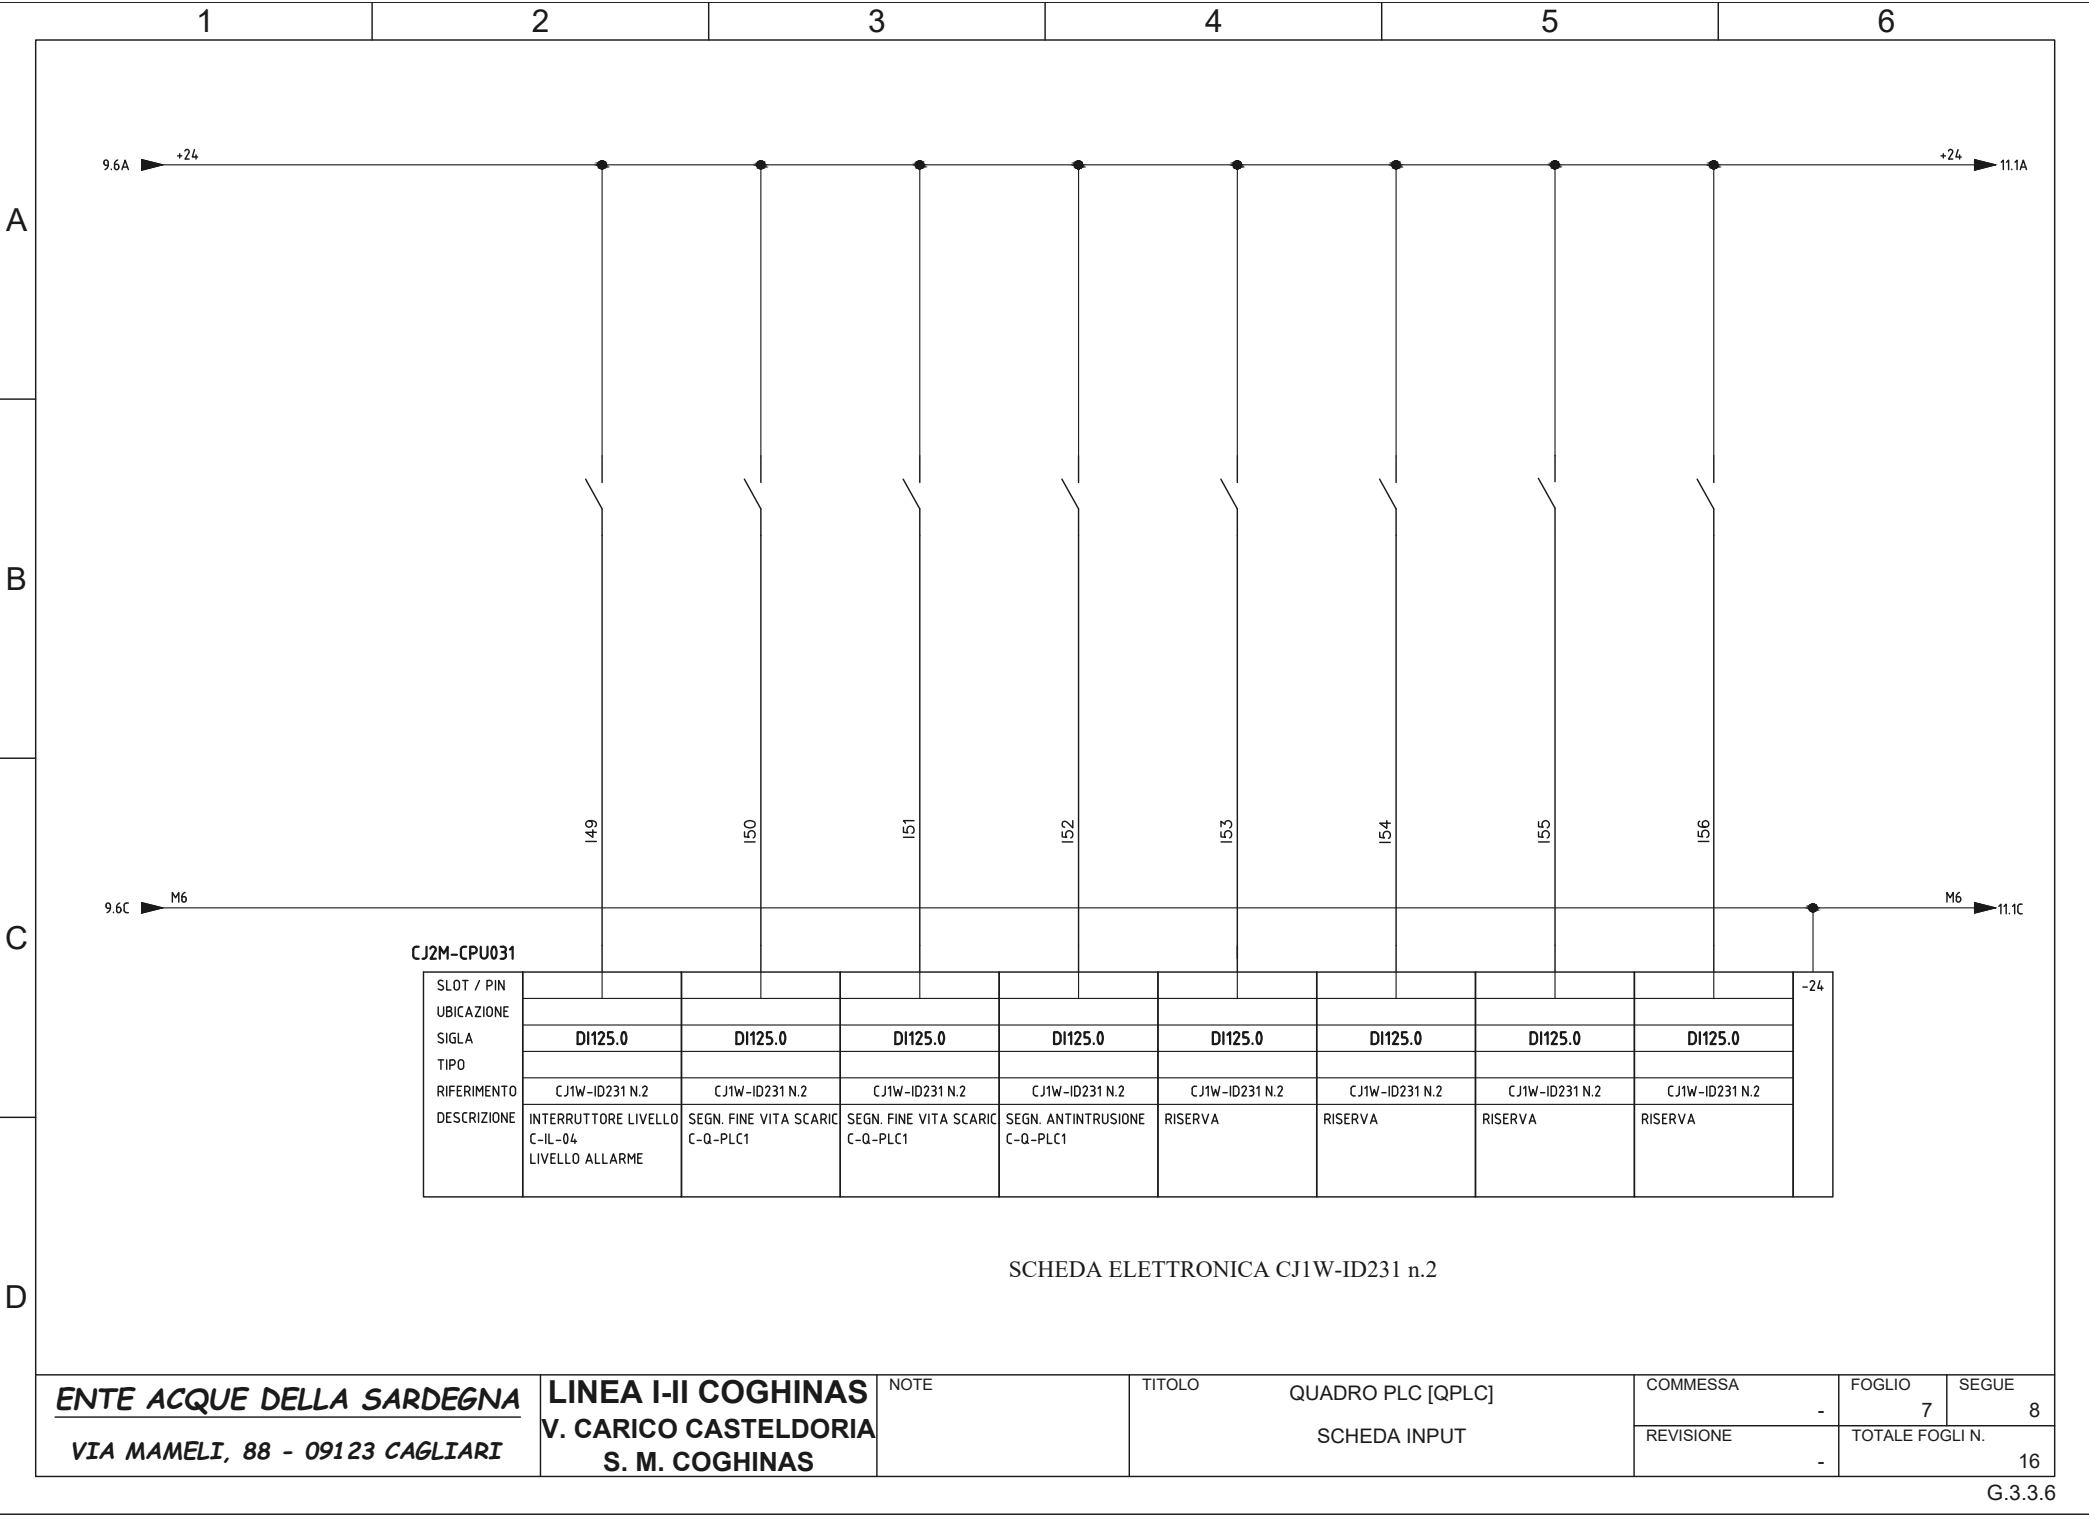 1 2 3 4 5 6
A
B
C
D
9.6A +24 +24 11.1A
I49 I50 I51 I52 I53 I54 I55 I56
9.6C M6 M6 11.1C
CJ2M-CPU031
SLOT / PIN -24
UBICAZIONE
SIGLA DI125.0 DI125.0 DI125.0 DI125.0 DI125.0 DI125.0 DI125.0 DI125.0
TIPO
RIFERIMENTO CJ1W-ID231 N.2 CJ1W-ID231 N.2 CJ1W-ID231 N.2 CJ1W-ID231 N.2 CJ1W-ID231 N.2 CJ1W-ID231 N.2 CJ1W-ID231 N.2 CJ1W-ID231 N.2
DESCRIZIONE INTERRUTTORE LIVELLO SEGN. FINE VITA SCARIC SEGN. FINE VITA SCARIC SEGN. ANTINTRUSIONE RISERVA RISERVA RISERVA RISERVA
C-IL-04 C-Q-PLC1 C-Q-PLC1 C-Q-PLC1
LIVELLO ALLARME
SCHEDA ELETTRONICA CJ1W-ID231 n.2
ENTE ACQUE DELLA SARDEGNA
VIA MAMELI, 88 - 09123 CAGLIARI
LINEA I-II COGHINAS
V. CARICO CASTELDORIA
S. M. COGHINAS
NOTE
TITOLO
QUADRO PLC [QPLC]
SCHEDA INPUT
COMMESSA
-
REVISIONE
-
FOGLIO
7
SEGUE
8
TOTALE FOGLI N.
16
G.3.3.6